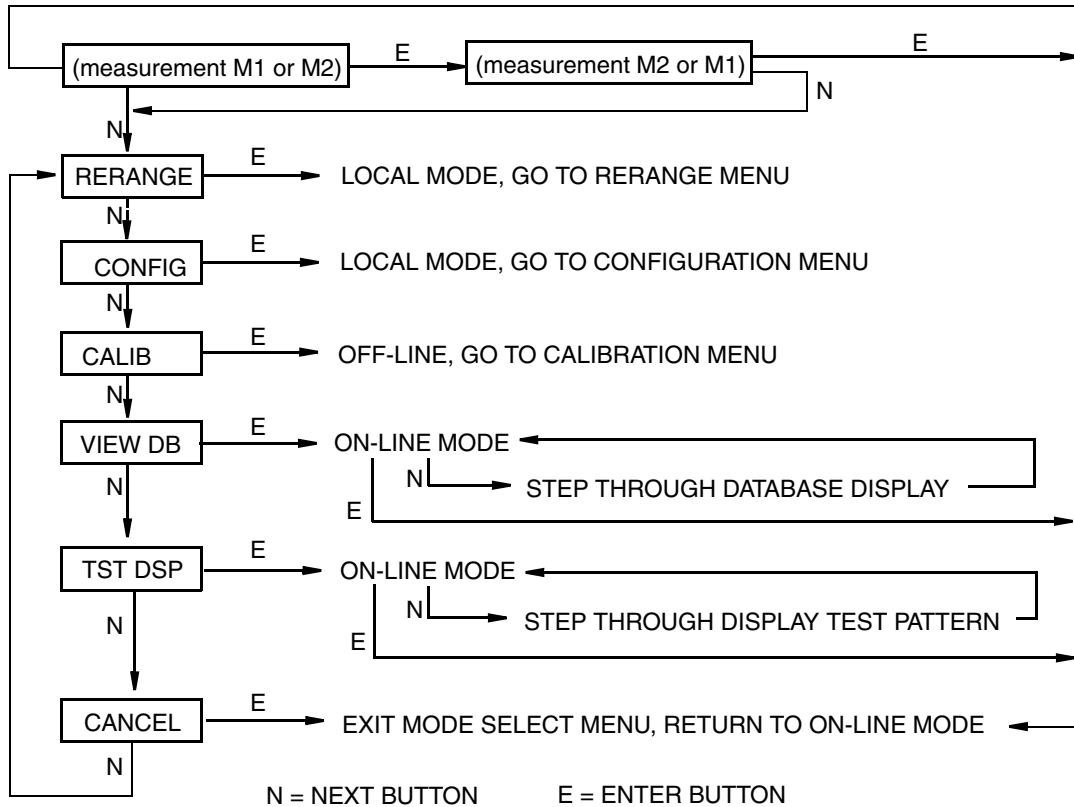 E
(measurement M1 or M2)
E
(measurement M2 or M1)
N
N
RERANGE
E
LOCAL MODE, GO TO RERANGE MENU
N
CONFIG
E
LOCAL MODE, GO TO CONFIGURATION MENU
N
CALIB
E
OFF-LINE, GO TO CALIBRATION MENU
N
VIEW DB
E
ON-LINE MODE
N
STEP THROUGH DATABASE DISPLAY
E
N
TST DSP
E
ON-LINE MODE
N
STEP THROUGH DISPLAY TEST PATTERN
E
N
CANCEL
E
EXIT MODE SELECT MENU, RETURN TO ON-LINE MODE
N
N = NEXT BUTTON
E = ENTER BUTTON